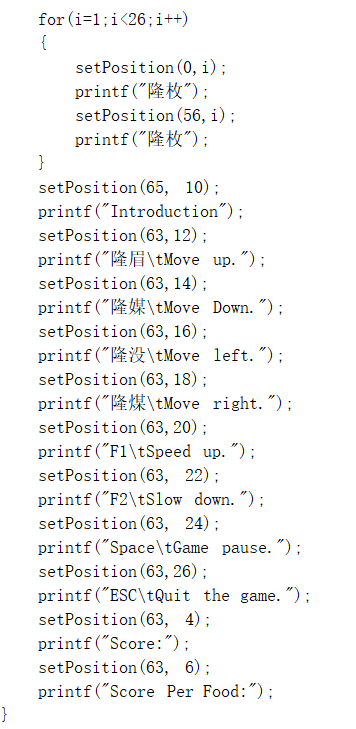 for(i=1;i<26;i++)
{
setPosition(0,i);
printf("隆枚");
setPosition(56,i);
printf("隆枚");
}
setPosition(65, 10);
printf("Introduction");
setPosition(63,12);
printf("隆眉\tMove up.");
setPosition(63,14);
printf("隆媒\tMove Down.");
setPosition(63,16);
printf("隆没\tMove left.");
setPosition(63,18);
printf("隆煤\tMove right.");
setPosition(63,20);
printf("F1\tSpeed up.");
setPosition(63, 22);
printf("F2\tSlow down.");
setPosition(63, 24);
printf("Space\tGame pause.");
setPosition(63,26);
printf("ESC\tQuit the game.");
setPosition(63, 4);
printf("Score:");
setPosition(63, 6);
printf("Score Per Food:");
}